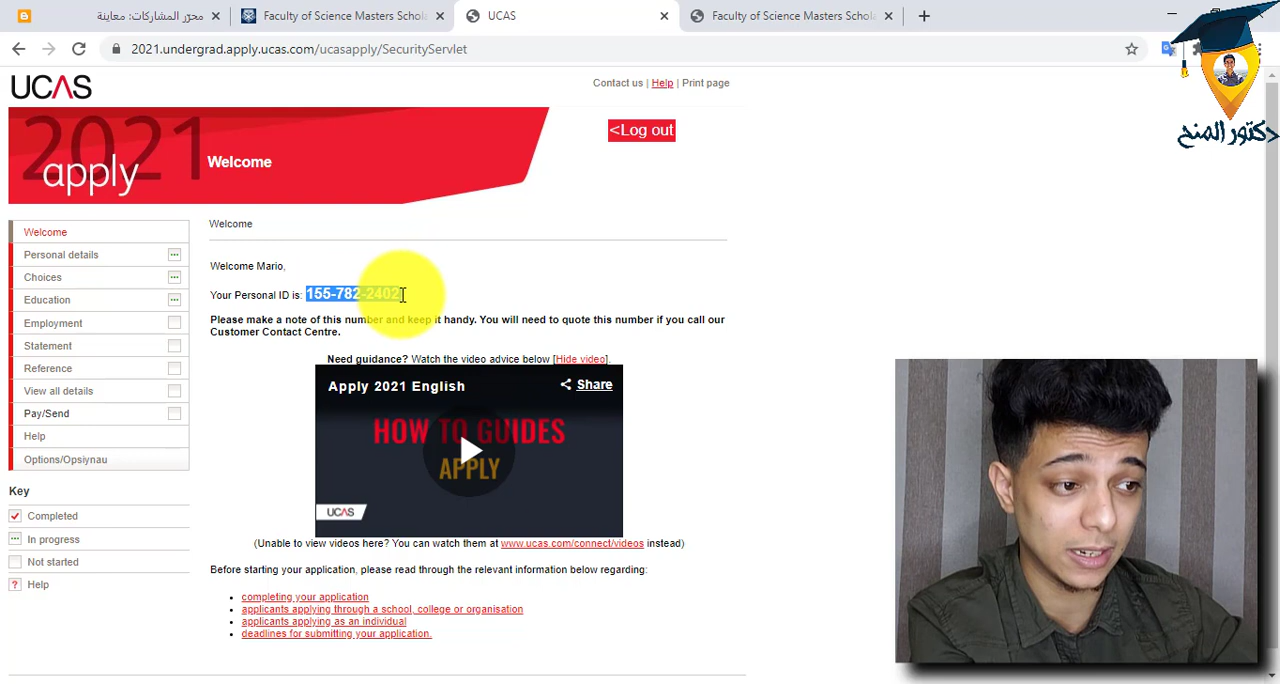 محرّر المشاركات: معاينة
Faculty of Science Masters Schola
UCAS
Faculty of Science Masters Schola
2021.undergrad.apply.ucas.com/ucasapply/SecurityServlet
دكتور المنح
UCAS
Contact us | Help | Print page
2021
apply
Welcome
<Log out
Welcome
Personal details
Choices
Education
Employment
Statement
Reference
View all details
Pay/Send
Help
Options/Opsiynau
Key
Completed
In progress
Not started
? Help
Welcome
Welcome Mario,
Your Personal ID is: 155-782-2402
Please make a note of this number and keep it handy. You will need to quote this number if you call our
Customer Contact Centre.
Need guidance? Watch the video advice below [Hide video].
Apply 2021 English
Share
HOW TO GUIDES
APPLY
UCAS
(Unable to view videos here? You can watch them at www.ucas.com/connect/videos instead)
Before starting your application, please read through the relevant information below regarding:
completing your application
applicants applying through a school, college or organisation
applicants applying as an individual
deadlines for submitting your application.